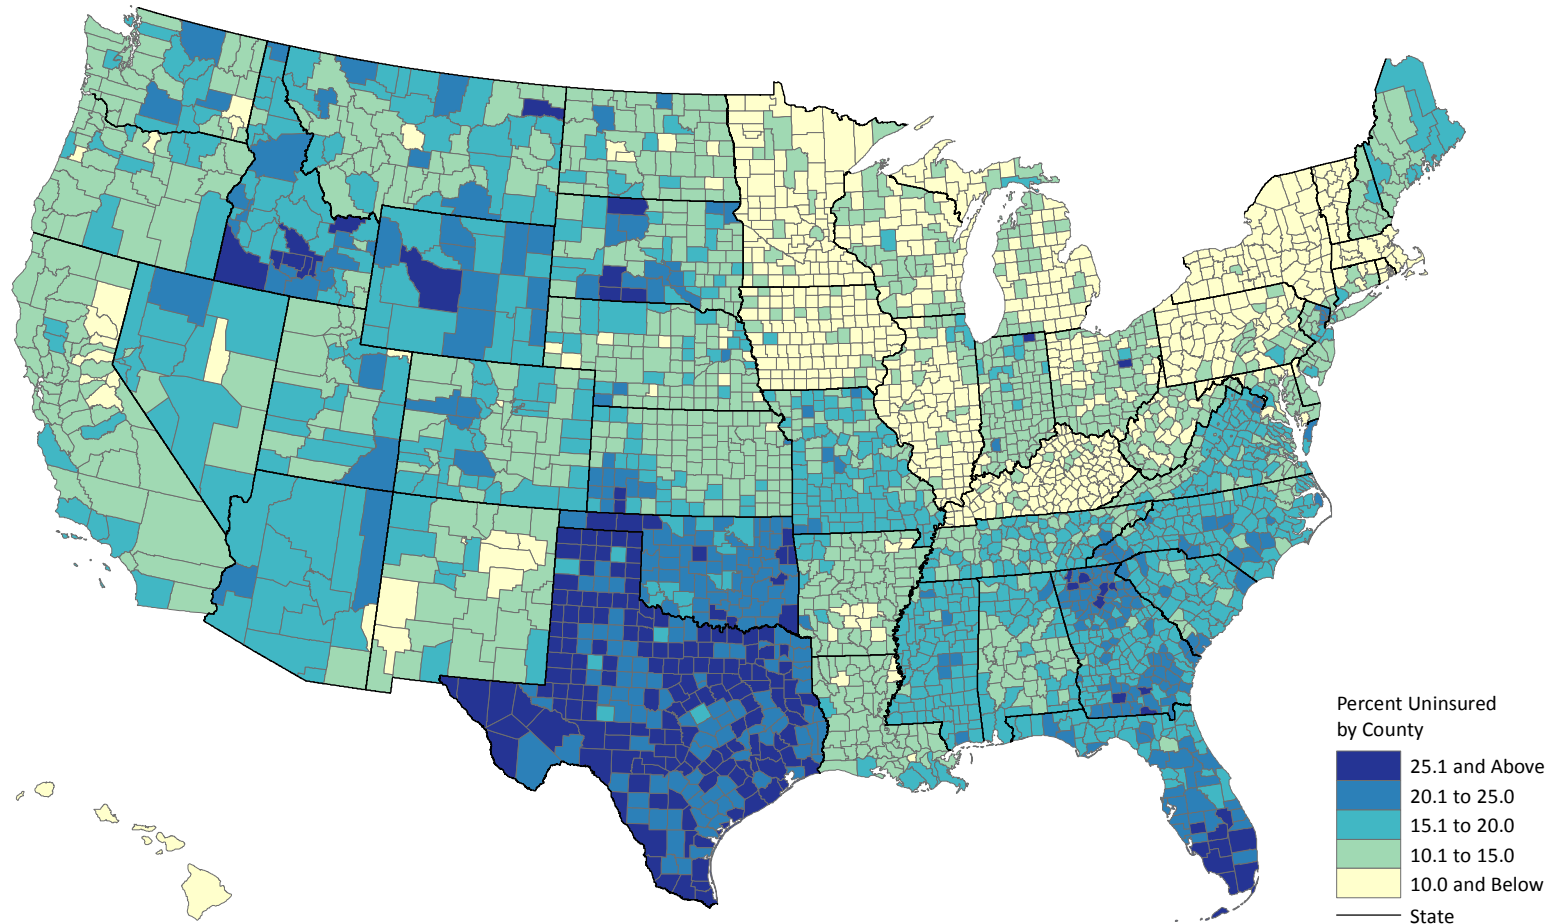 Percent Uninsured
by County
25.1 and Above
20.1 to 25.0
15.1 to 20.0
10.1 to 15.0
10.0 and Below
State